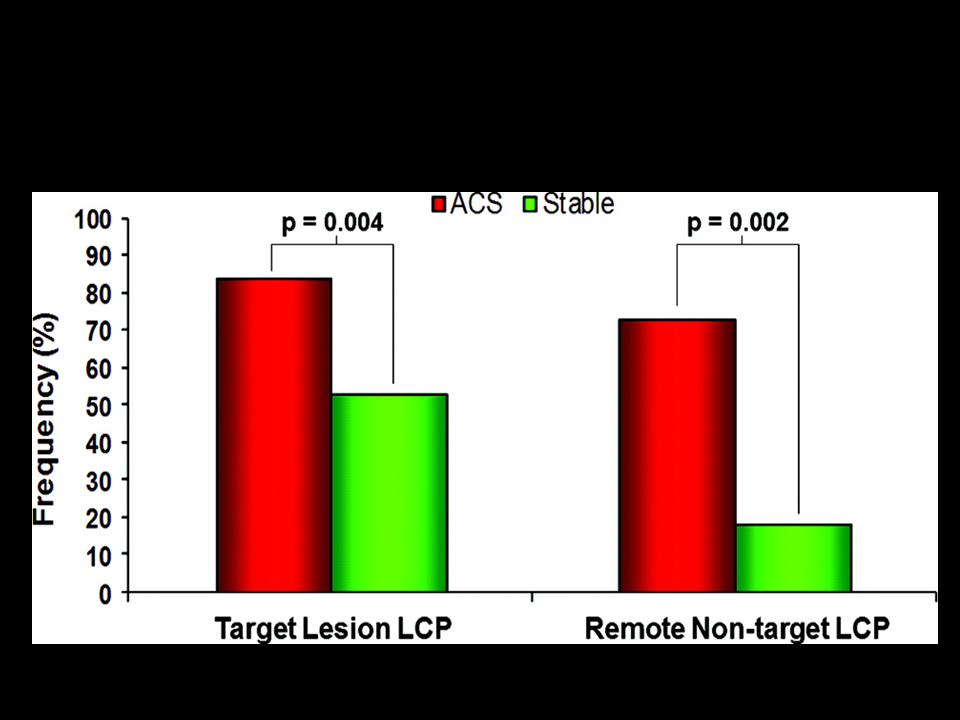 ACS Stable
p = 0.004
p = 0.002
Frequency (%)
100
90
80
70
60
50
40
30
20
10
0
Target Lesion LCP
Remote Non-target LCP